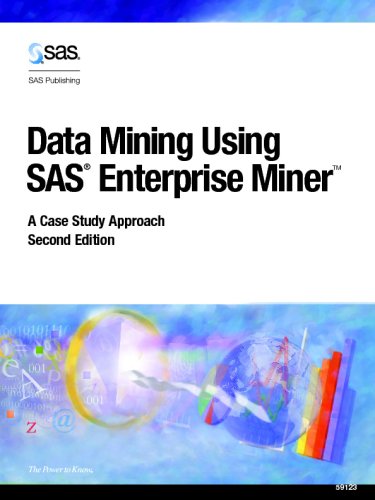 sas.
SAS Publishing
Data Mining Using
SAS® Enterprise Miner™
A Case Study Approach
Second Edition
The Power to Know.
59123